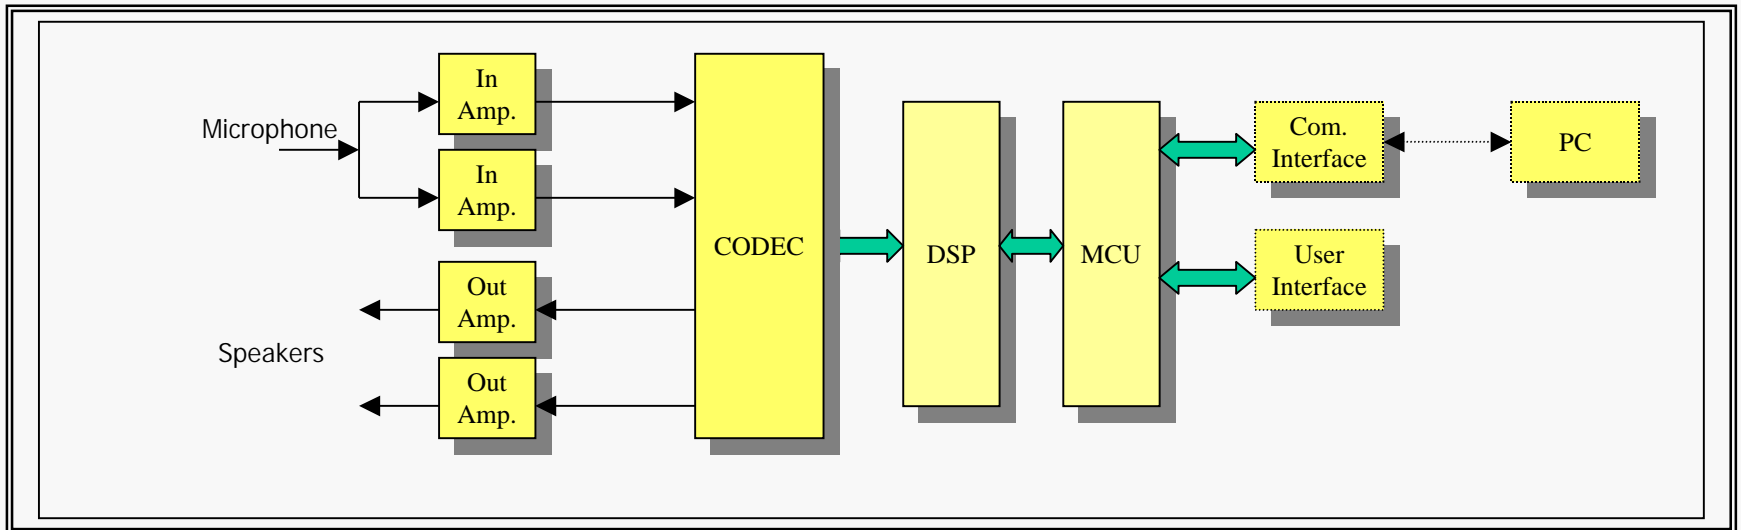 Microphone
In
Amp.
In
Amp.
Speakers
Out
Amp.
Out
Amp.
CODEC
DSP
MCU
Com.
Interface
User
Interface
PC